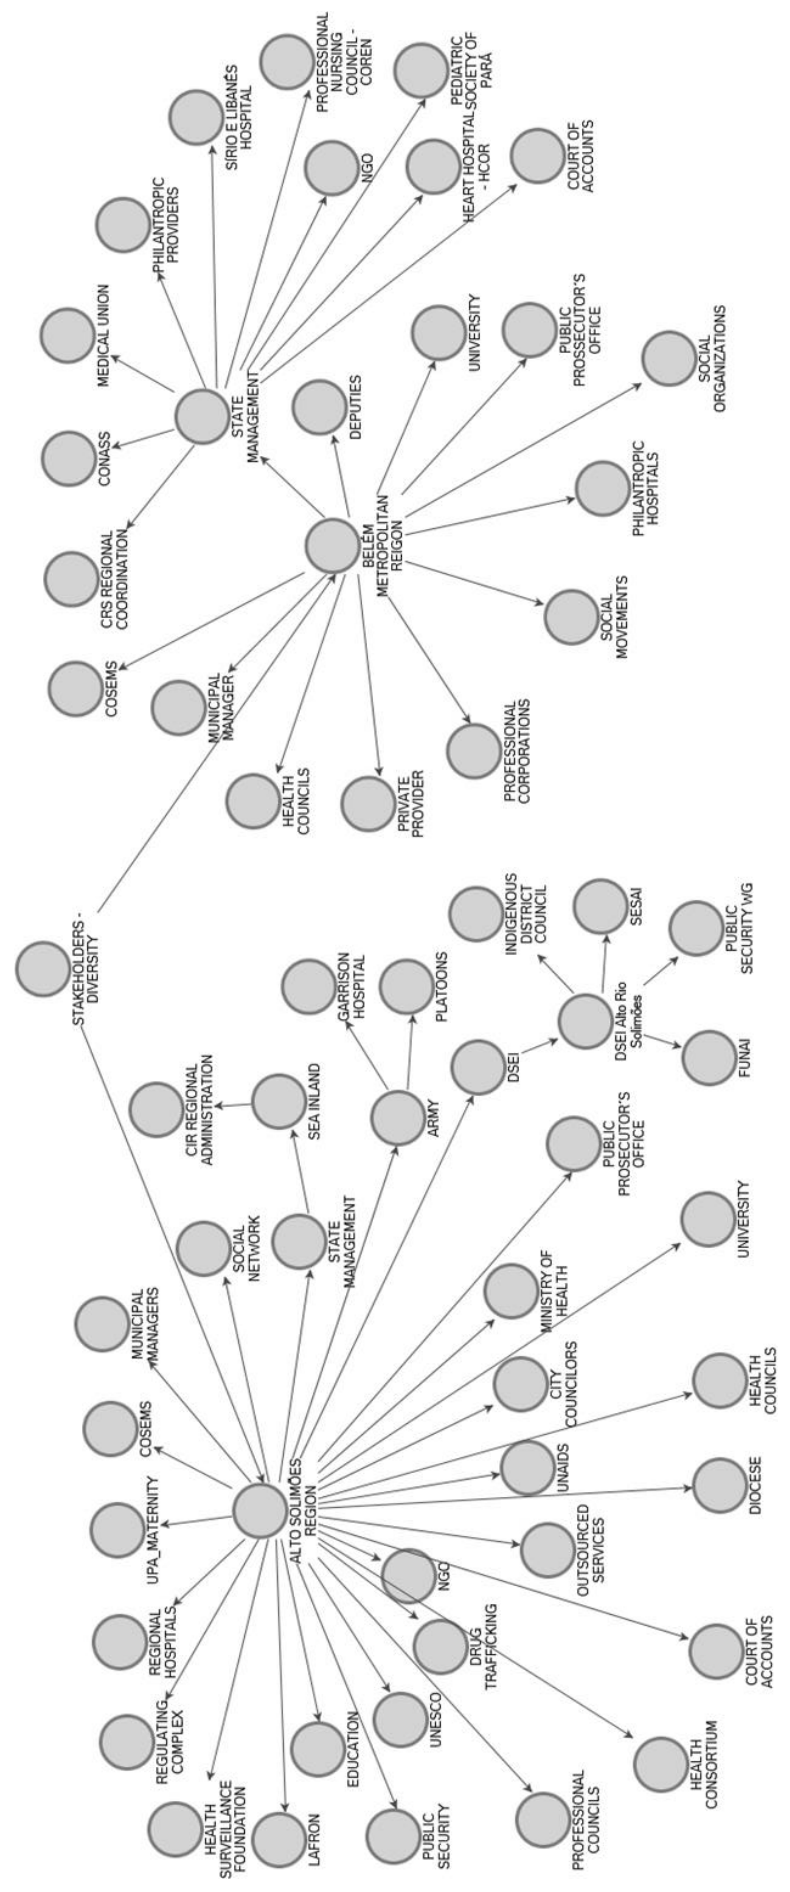 STAKEHOLDERS -
DIVERSITY
MUNICIPAL
MANAGERS
COSEMS
UPA_MATERNITY
REGIONAL
HOSPITALS
REGULATING
COMPLEX
HEALTH
SURVEILLANCE
FOUNDATION
LAFRON
EDUCATION
PUBLIC
SECURITY
UNESCO
PROFESSIONAL
COUNCILS
DRUG
TRAFFICKING
NGO
HEALTH
CONSORTIUM
COURT OF
ACCOUNTS
OUTSOURCED
SERVICES
DIOCESE
UNAIDS
HEALTH
COUNCILS
CITY
COUNCILORS
MINISTRY OF
HEALTH
UNIVERSITY
PUBLIC
PROSECUTOR'S
OFFICE
ALTO SOLIMÕES
REGION
SOCIAL
NETWORK
STATE
MANAGEMENT
SEA INLAND
CIR REGIONAL
ADMINISTRATION
ARMY
GARRISON
HOSPITAL
PLATOONS
DSEI
DSEI Alto Rio
Solimões
INDIGENOUS
DISTRICT
COUNCIL
SESAI
PUBLIC
SECURITY WG
FUNAI
BELÉM
METROPOLITAN
REIGON
COSEMS
MUNICIPAL
MANAGER
HEALTH
COUNCILS
PRIVATE
PROVIDER
PROFESSIONAL
CORPORATIONS
SOCIAL
MOVEMENTS
PHILANTROPIC
HOSPITALS
SOCIAL
ORGANIZATIONS
PUBLIC
PROSSECUTOR'S
OFFICE
UNIVERSITY
DEPUTIES
STATE
MANAGEMENT
CRS REGIONAL
COORDINATION
CONASS
MEDICAL UNION
PHILANTROPIC
PROVIDERS
SÍRIO E LIBANÊS
HOSPITAL
PROFESSIONAL
NURSING
COUNCIL -
COREN
NGO
PEDIATRIC
SOCIETY OF
PARÁ
HEART HOSPITAL
- HCOR
COURT OF
ACCOUNTS